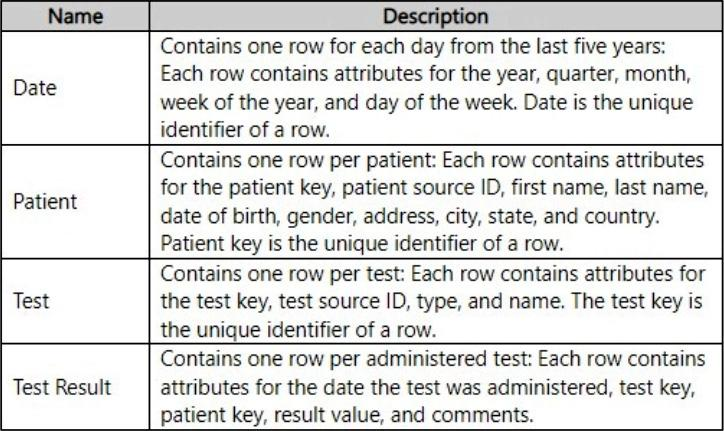 Name Description
Date
Contains one row for each day from the last five years:
Each row contains attributes for the year, quarter, month,
week of the year, and day of the week. Date is the unique
identifier of a row.
Patient
Contains one row per patient: Each row contains attributes
for the patient key, patient source ID, first name, last name,
date of birth, gender, address, city, state, and country.
Patient key is the unique identifier of a row.
Test
Contains one row per test: Each row contains attributes for
the test key, test source ID, type, and name. The test key is
the unique identifier of a row.
Test Result
Contains one row per administered test: Each row contains
attributes for the date the test was administered, test key,
patient key, result value, and comments.